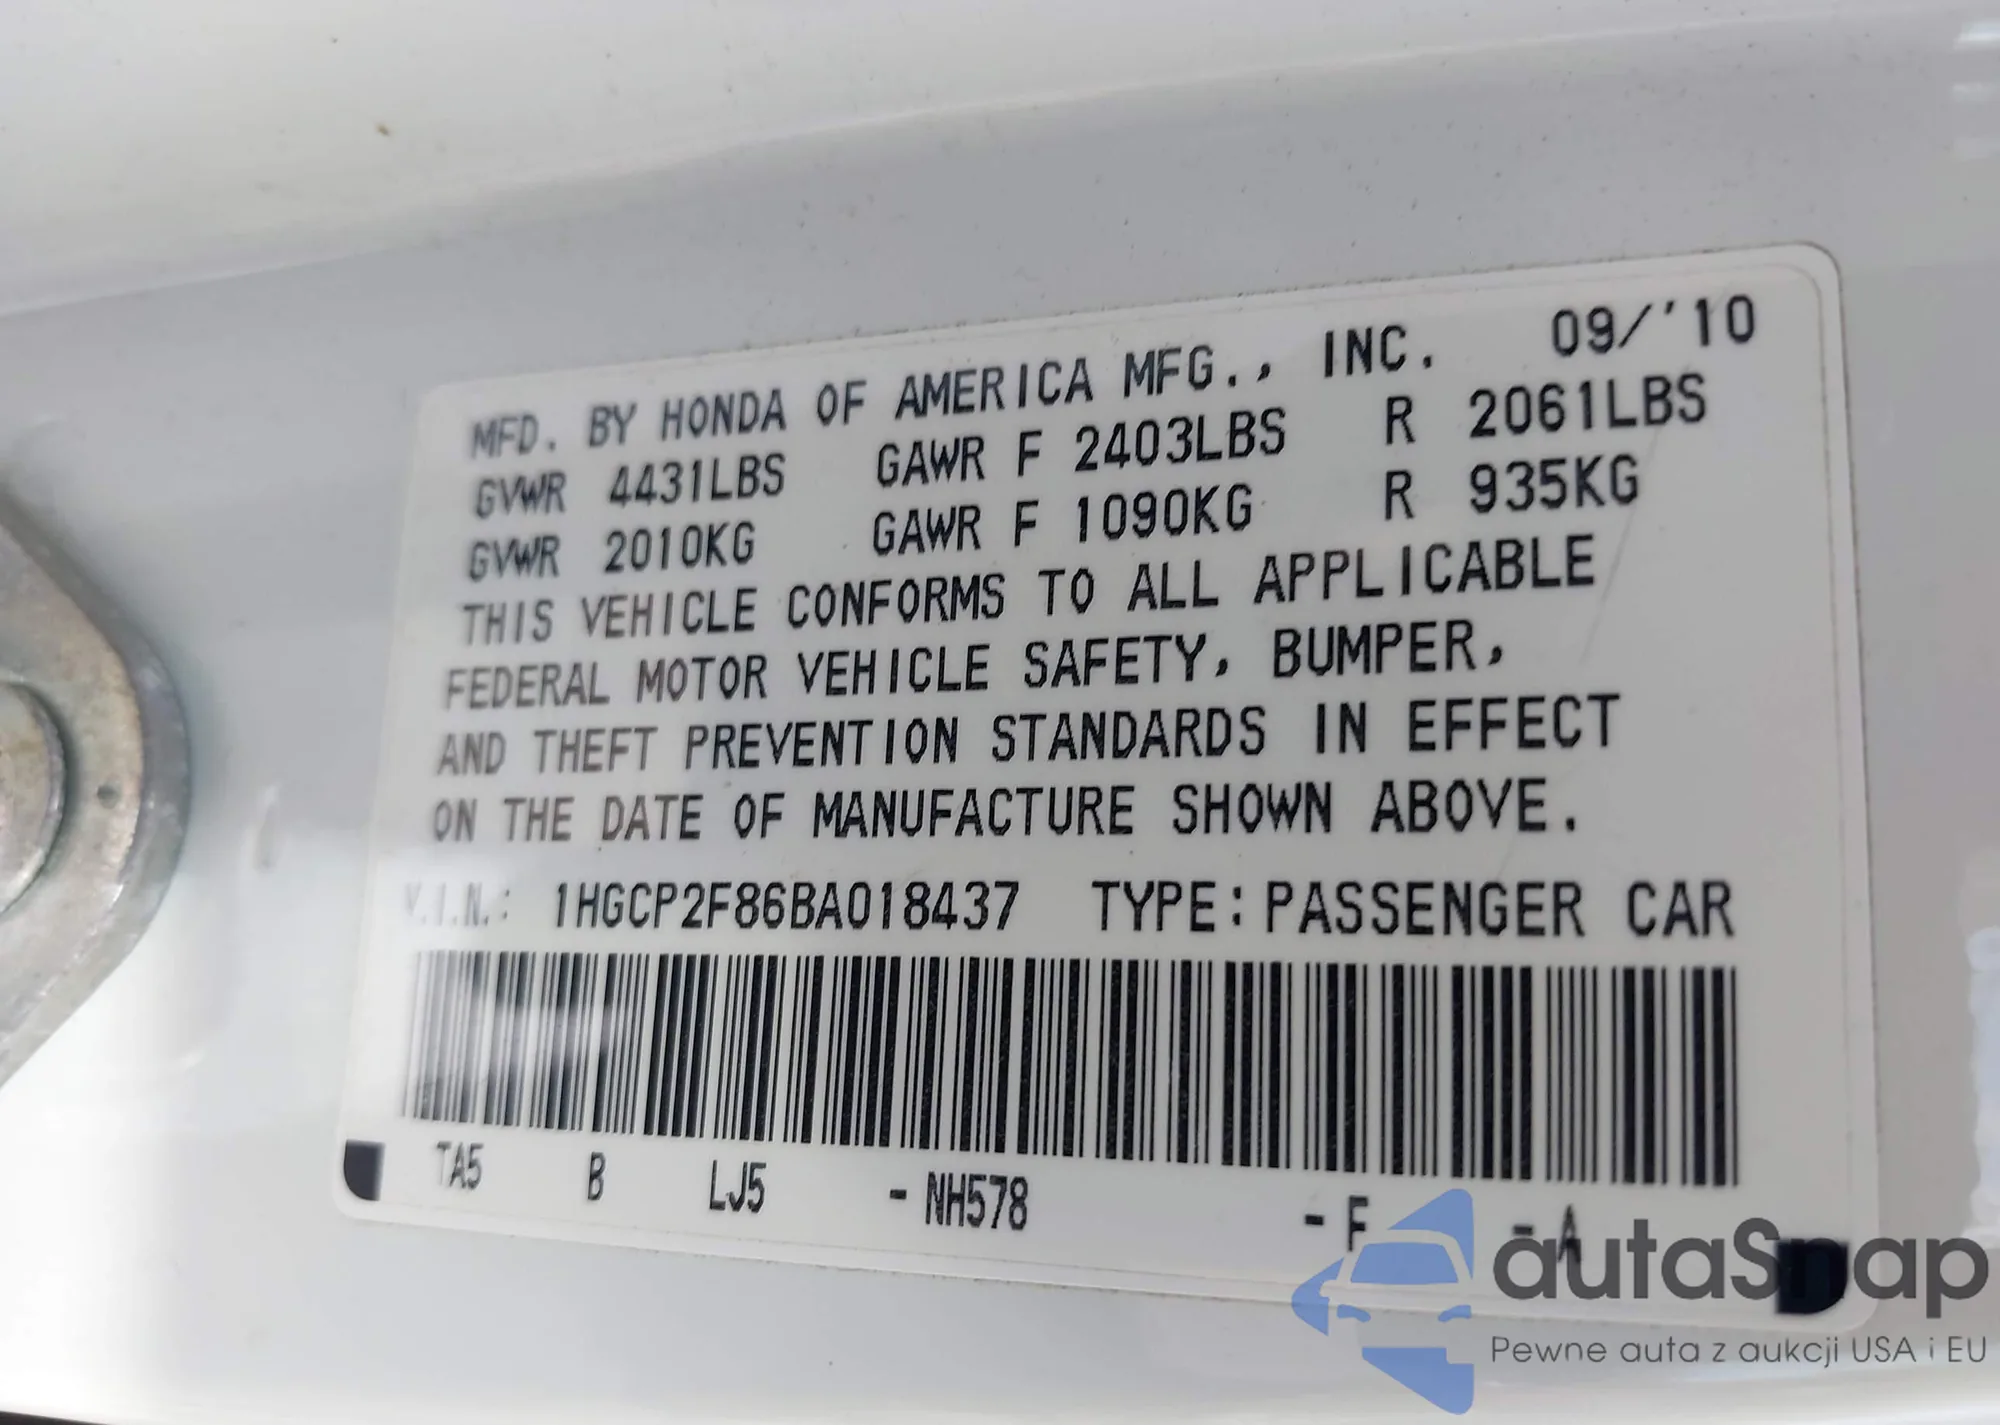 MFD. BY HONDA OF AMERICA MFG., INC. 09/'10
GVWR 4431LBS GAWR F 2403LBS R 2061LBS
GVWR 2010KG GAWR F 1090KG R 935KG
THIS VEHICLE CONFORMS TO ALL APPLICABLE
FEDERAL MOTOR VEHICLE SAFETY, BUMPER,
AND THEFT PREVENTION STANDARDS IN EFFECT
ON THE DATE OF MANUFACTURE SHOWN ABOVE.
V.I.N.: 1HGCP2F86BA018437 TYPE: PASSENGER CAR
TA5 B LJ5 - NH578 - F - A
autaSnap
Pewne auta z aukcji USA i EU